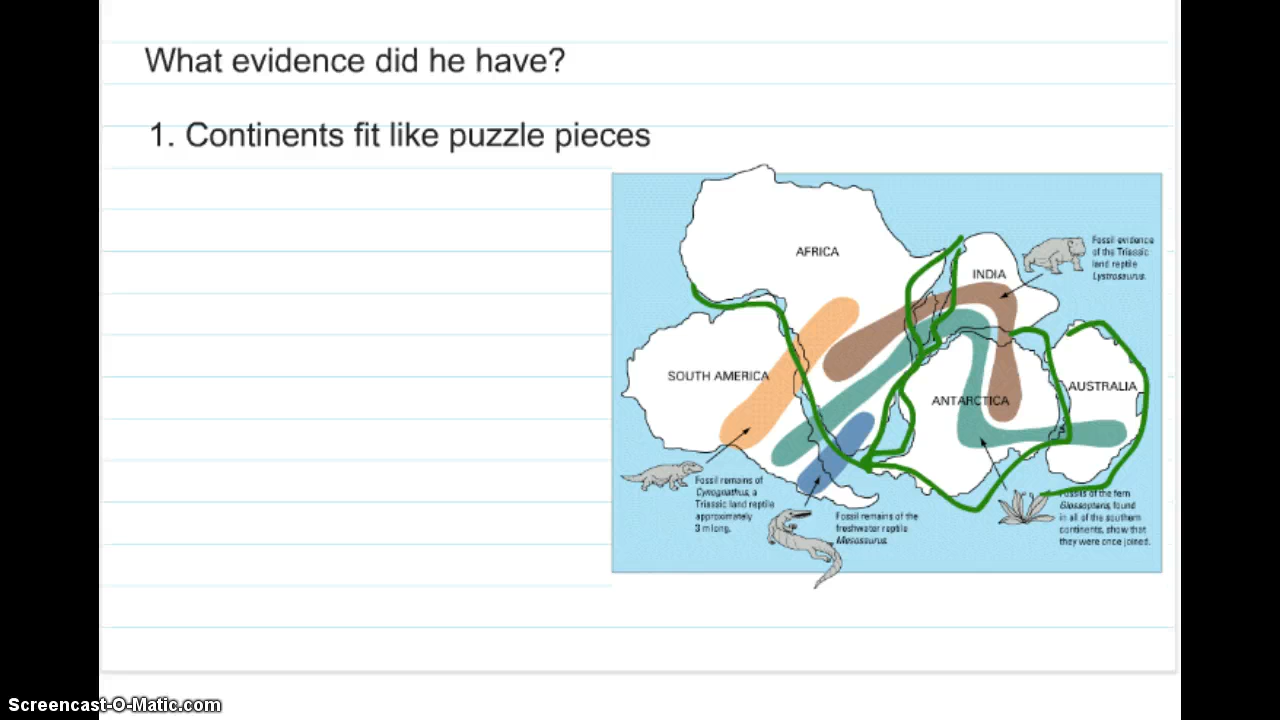 What evidence did he have?
1. Continents fit like puzzle pieces
AFRICA
INDIA
Fossil evidence
of the Triassic
land reptile
Lystrosaurus.
SOUTH AMERICA
ANTARCTICA
AUSTRALIA
Fossil remains of
Cynognathus, a
Triassic land reptile
approximately
3 m long.
Fossil remains of the
freshwater reptile
Mesosaurus.
Fossils of the fern
Glossopteris, found
in all of the southern
continents, show that
they were once joined.
Screencast-O-Matic.com